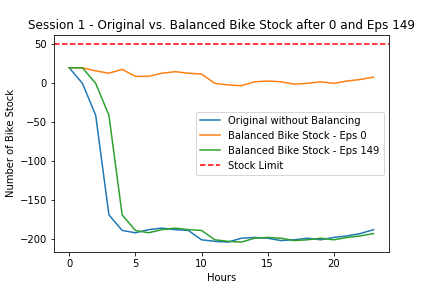 Session 1 - Original vs. Balanced Bike Stock after 0 and Eps 149
50
0
−50
−100
−150
−200
Number of Bike Stock
Original without Balancing
Balanced Bike Stock - Eps 0
Balanced Bike Stock - Eps 149
Stock Limit
0 5 10 15 20
Hours